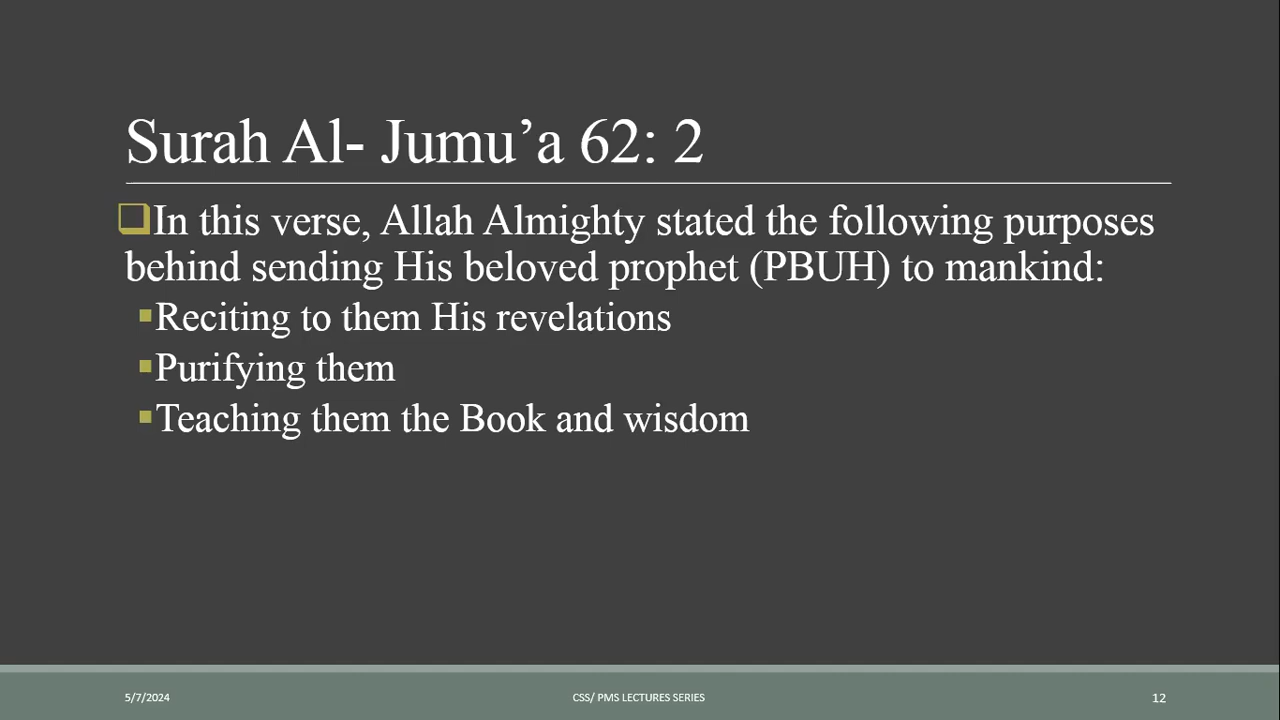 Surah Al- Jumu’a 62: 2
In this verse, Allah Almighty stated the following purposes
behind sending His beloved prophet (PBUH) to mankind:
Reciting to them His revelations
Purifying them
Teaching them the Book and wisdom
5/7/2024
CSS/ PMS LECTURES SERIES
12